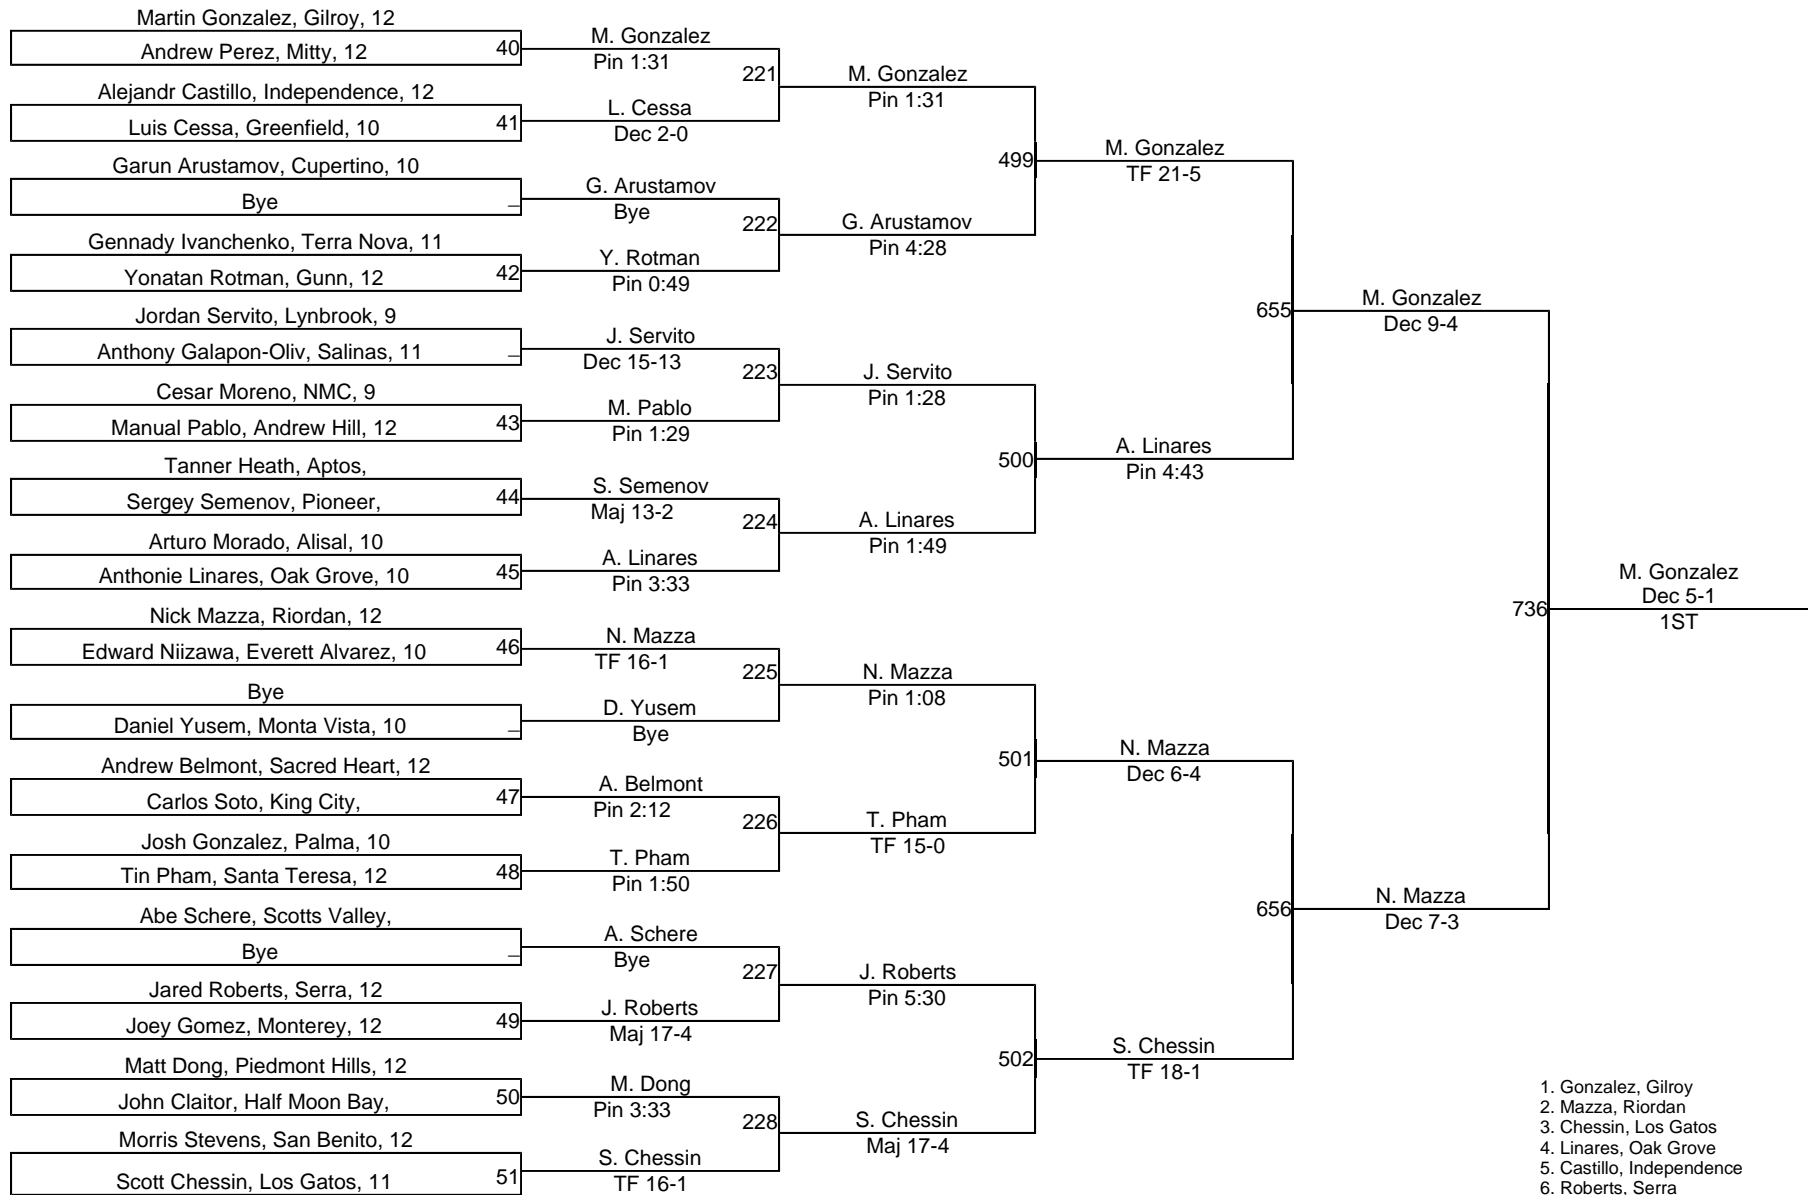 Martin Gonzalez, Gilroy, 12
Andrew Perez, Mitty, 12
40
Alejandr Castillo, Independence, 12
Luis Cessa, Greenfield, 10
41
Garun Arustamov, Cupertino, 10
Bye
_
Gennady Ivanchenko, Terra Nova, 11
Yonatan Rotman, Gunn, 12
42
Jordan Servito, Lynbrook, 9
Anthony Galapon-Oliv, Salinas, 11
_
Cesar Moreno, NMC, 9
Manual Pablo, Andrew Hill, 12
43
Tanner Heath, Aptos,
Sergey Semenov, Pioneer,
44
Arturo Morado, Alisal, 10
Anthonie Linares, Oak Grove, 10
45
Nick Mazza, Riordan, 12
Edward Niizawa, Everett Alvarez, 10
46
Bye
Daniel Yusem, Monta Vista, 10
_
Andrew Belmont, Sacred Heart, 12
Carlos Soto, King City,
47
Josh Gonzalez, Palma, 10
Tin Pham, Santa Teresa, 12
48
Abe Schere, Scotts Valley,
Bye
_
Jared Roberts, Serra, 12
Joey Gomez, Monterey, 12
49
Matt Dong, Piedmont Hills, 12
John Claitor, Half Moon Bay,
50
Morris Stevens, San Benito, 12
Scott Chessin, Los Gatos, 11
51
M. Gonzalez
Pin 1:31
221
L. Cessa
Dec 2-0
G. Arustamov
Bye
222
Y. Rotman
Pin 0:49
J. Servito
Dec 15-13
223
M. Pablo
Pin 1:29
S. Semenov
Maj 13-2
224
A. Linares
Pin 3:33
N. Mazza
TF 16-1
225
D. Yusem
Bye
A. Belmont
Pin 2:12
226
T. Pham
Pin 1:50
A. Schere
Bye
227
J. Roberts
Maj 17-4
M. Dong
Pin 3:33
228
S. Chessin
TF 16-1
M. Gonzalez
Pin 1:31
499
G. Arustamov
Pin 4:28
J. Servito
Pin 1:28
500
A. Linares
Pin 1:49
N. Mazza
Pin 1:08
501
T. Pham
TF 15-0
J. Roberts
Pin 5:30
502
S. Chessin
Maj 17-4
M. Gonzalez
TF 21-5
655
A. Linares
Pin 4:43
N. Mazza
Dec 6-4
656
S. Chessin
TF 18-1
M. Gonzalez
Dec 9-4
736
N. Mazza
Dec 7-3
M. Gonzalez
Dec 5-1
1ST
1. Gonzalez, Gilroy
2. Mazza, Riordan
3. Chessin, Los Gatos
4. Linares, Oak Grove
5. Castillo, Independence
6. Roberts, Serra